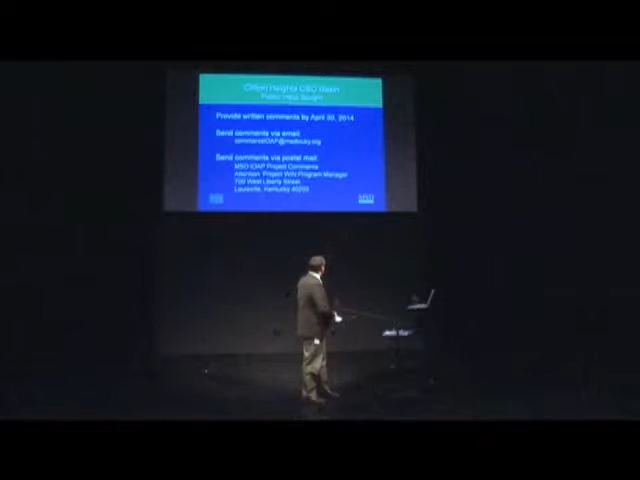 Clifton Heights CSO Basin
Public Input Sought
Provide written comments by April 30, 2014
Send comments via email:
Send comments via postal mail:
MSD IOAP Project Comments
Attention: Project WIN Program Manager
700 West Liberty Street
Louisville, Kentucky 40203
MSD